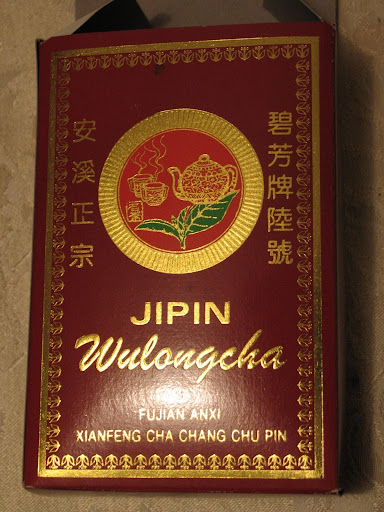 碧芳牌陸號
安溪正宗
JIPIN
Wulongcha
FUJIAN ANXI
XIANFENG CHA CHANG CHU PIN